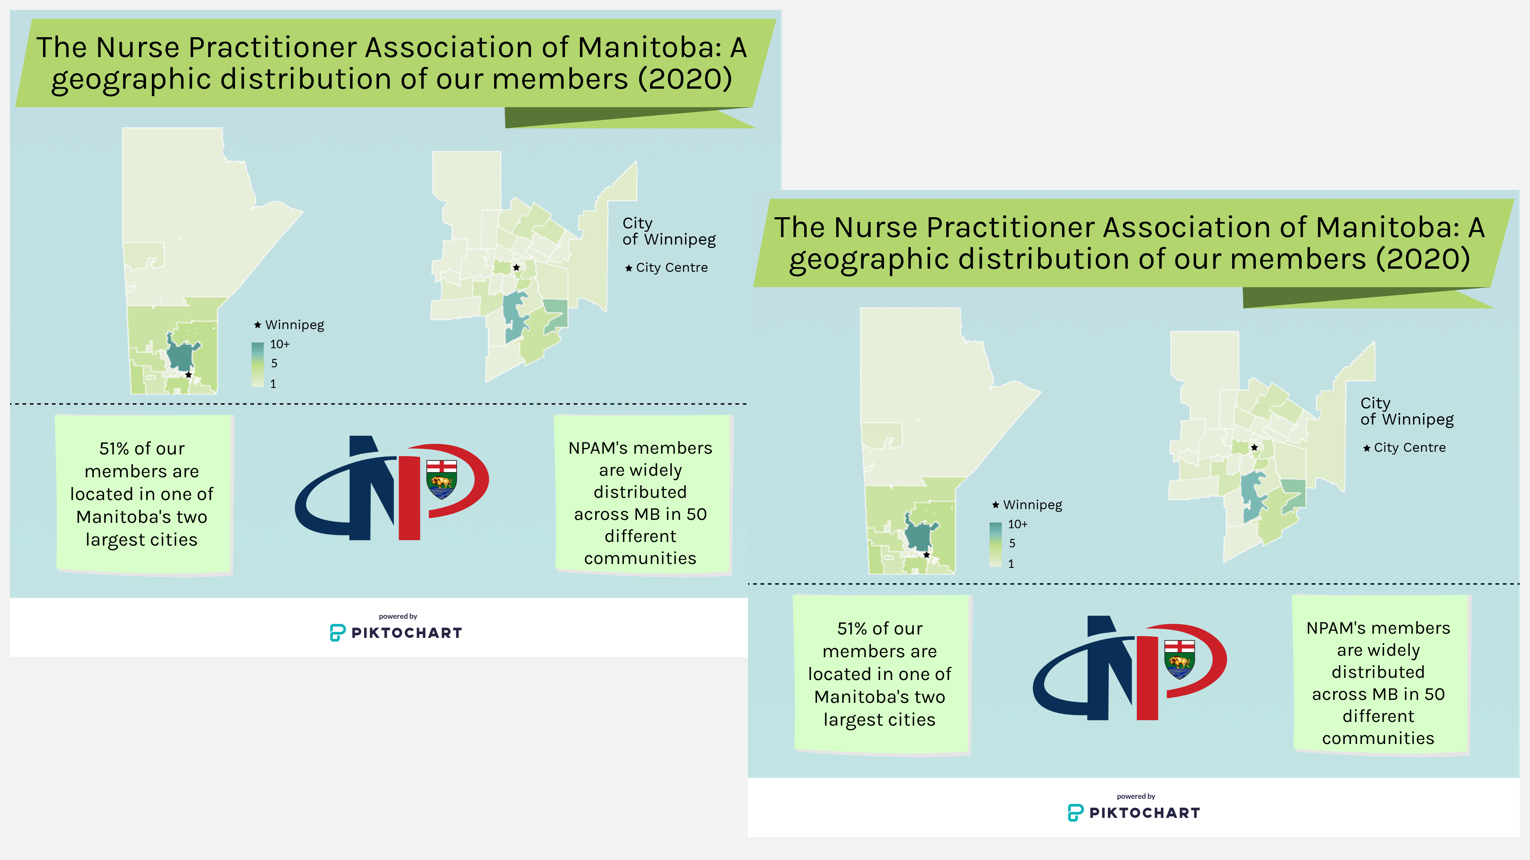 The Nurse Practitioner Association of Manitoba: A
geographic distribution of our members (2020)
City
of Winnipeg
City Centre
Winnipeg
10+
5
1
51% of our
members are
located in one of
Manitoba's two
largest cities
NP
NPAM's members
are widely
distributed
across MB in 50
different
communities
powered by
PIKTOCHART
The Nurse Practitioner Association of Manitoba: A
geographic distribution of our members (2020)
City
of Winnipeg
City Centre
Winnipeg
10+
5
1
51% of our
members are
located in one of
Manitoba's two
largest cities
NP
NPAM's members
are widely
distributed
across MB in 50
different
communities
powered by
PIKTOCHART